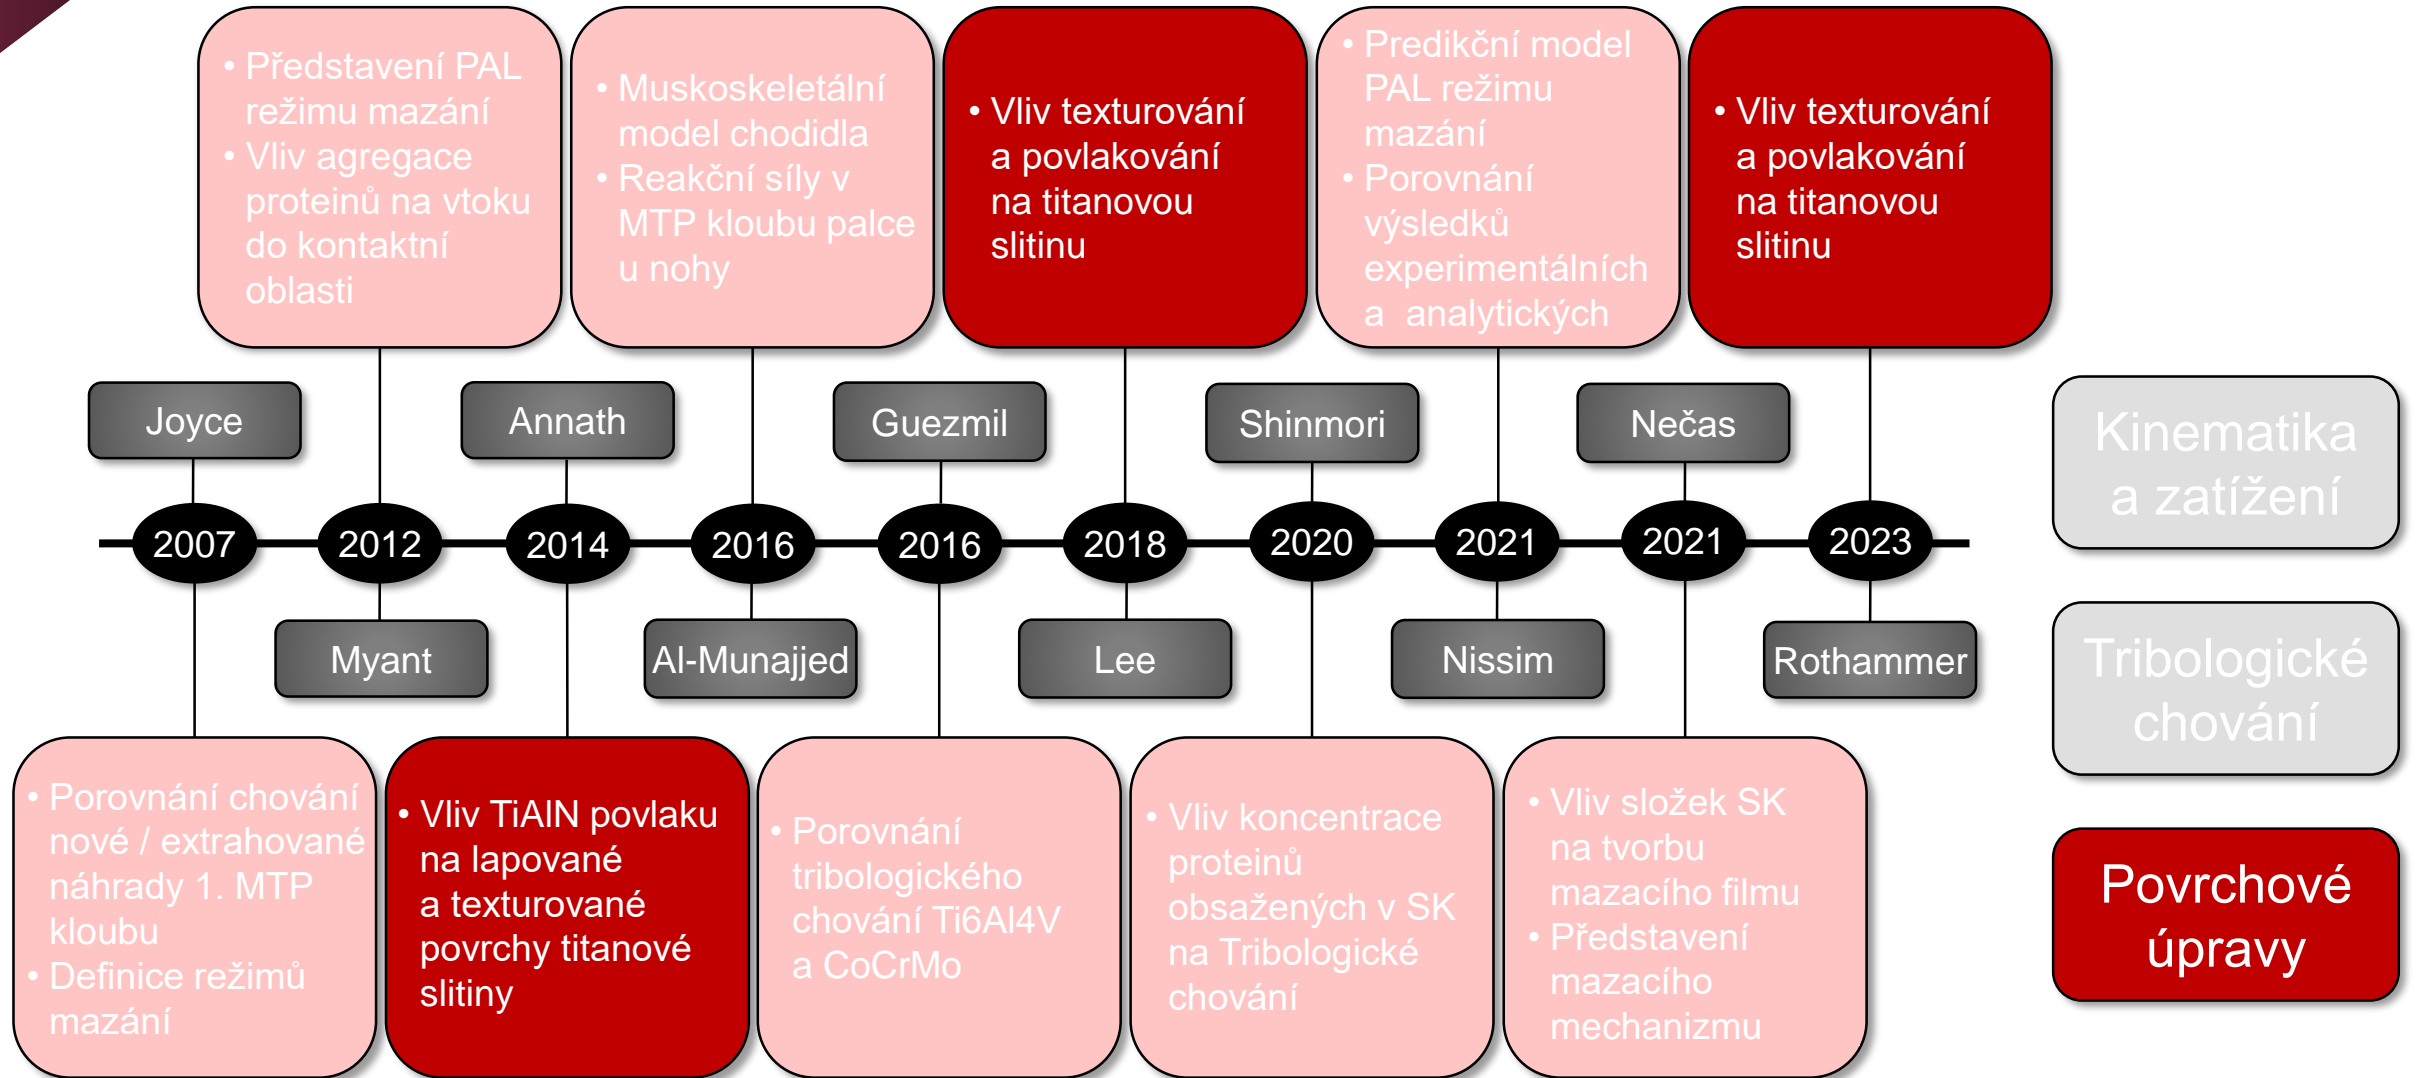 • Představení PAL
režimu mazání
• Vliv agregace
proteinů na vtoku
do kontaktní
oblasti
• Muskoskeletální
model chodidla
• Reakční síly v
MTP kloubu palce
u nohy
• Vliv texturování
a povlakování
na titanovou
slitinu
• Predikční model
PAL režimu
mazání
• Porovnání
výsledků
experimentálních
a  analytických
• Vliv texturování
a povlakování
na titanovou
slitinu
Joyce
Annath
Guezmil
Shinmori
Nečas
2007
2012
2014
2016
2016
2018
2020
2021
2021
2023
Myant
Al-Munajjed
Lee
Nissim
Rothammer
• Porovnání chování
nové / extrahované
náhrady 1. MTP
kloubu
• Definice režimů
mazání
• Vliv TiAlN povlaku
na lapované
a texturované
povrchy titanové
slitiny
• Porovnání
tribologického
chování Ti6Al4V
a CoCrMo
• Vliv koncentrace
proteinů
obsažených v SK
na Tribologické
chování
• Vliv složek SK
na tvorbu
mazacího filmu
• Představení
mazacího
mechanizmu
Kinematika
a zatížení
Tribologické
chování
Povrchové
úpravy